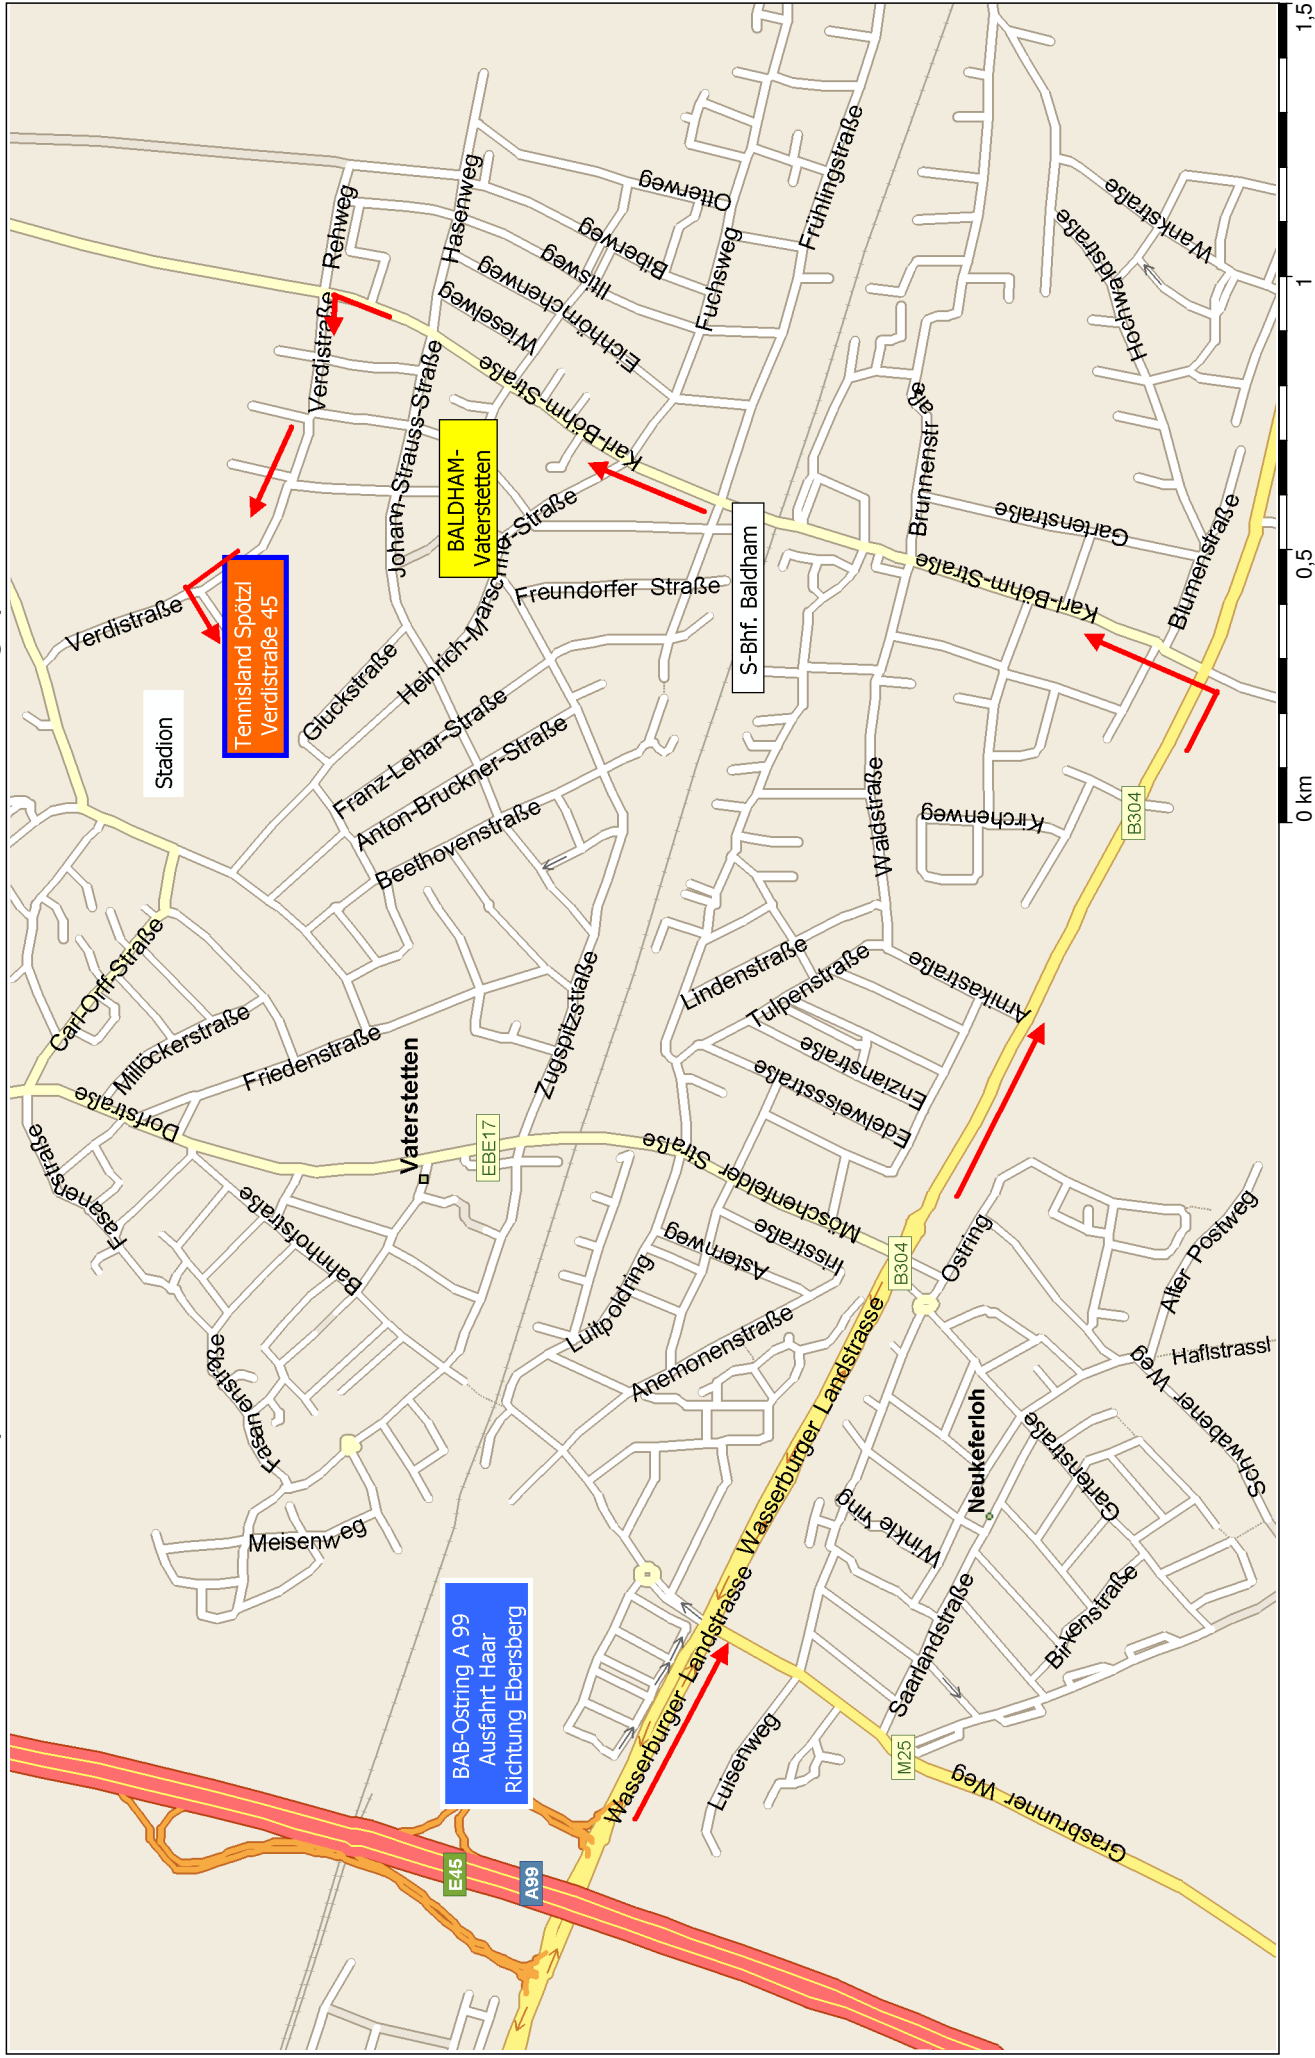 Stadion
Tennisland Spötzl
Verdistraße 45
BALDHAM-
Vaterstetten
S-Bhf. Baldham
BAB-Ostring A 99
Ausfahrt Haar
Richtung Ebersberg
E45
A99
Wasserburger Landstrasse
Wasserburger Landstrasse
B304
B304
M25
EBE17
Vaterstetten
Neukeferloh
Meisenweg
Fasanenstraße
Fasanenstraße
Bahnhofstraße
Dorfstraße
Carl-Orff-Straße
Millöckerstraße
Friedenstraße
Zugspitzstraße
Beethovenstraße
Anton-Bruckner-Straße
Franz-Lehar-Straße
Gluckstraße
Heinrich-Marschner-Straße
Johann-Strauss-Straße
Freundorfer Straße
Verdistraße
Verdistraße
Rehweg
Hasenweg
Wieselweg
Eichhörnchenweg
Iltisweg
Biberweg
Otterweg
Fuchsweg
Frühlingstraße
Karl-Böhm-Straße
Karl-Böhm-Straße
Brunnenstraße
Gartenstraße
Blumenstraße
Hochwaldstraße
Wankstraße
Waldstraße
Kirchenweg
Lindenstraße
Tulpenstraße
Arnikastraße
Enzianstraße
Edelweissstraße
Möschenfelder Straße
Irisstraße
Asternweg
Luitpoldring
Anemonenstraße
Ostring
Alter Postweg
Haflstrassl
Schwabener Weg
Gartenstraße
Winkelring
Saarlandstraße
Birkenstraße
Luisenweg
Grasbrunner Weg
0 km
0,5
1
1,5